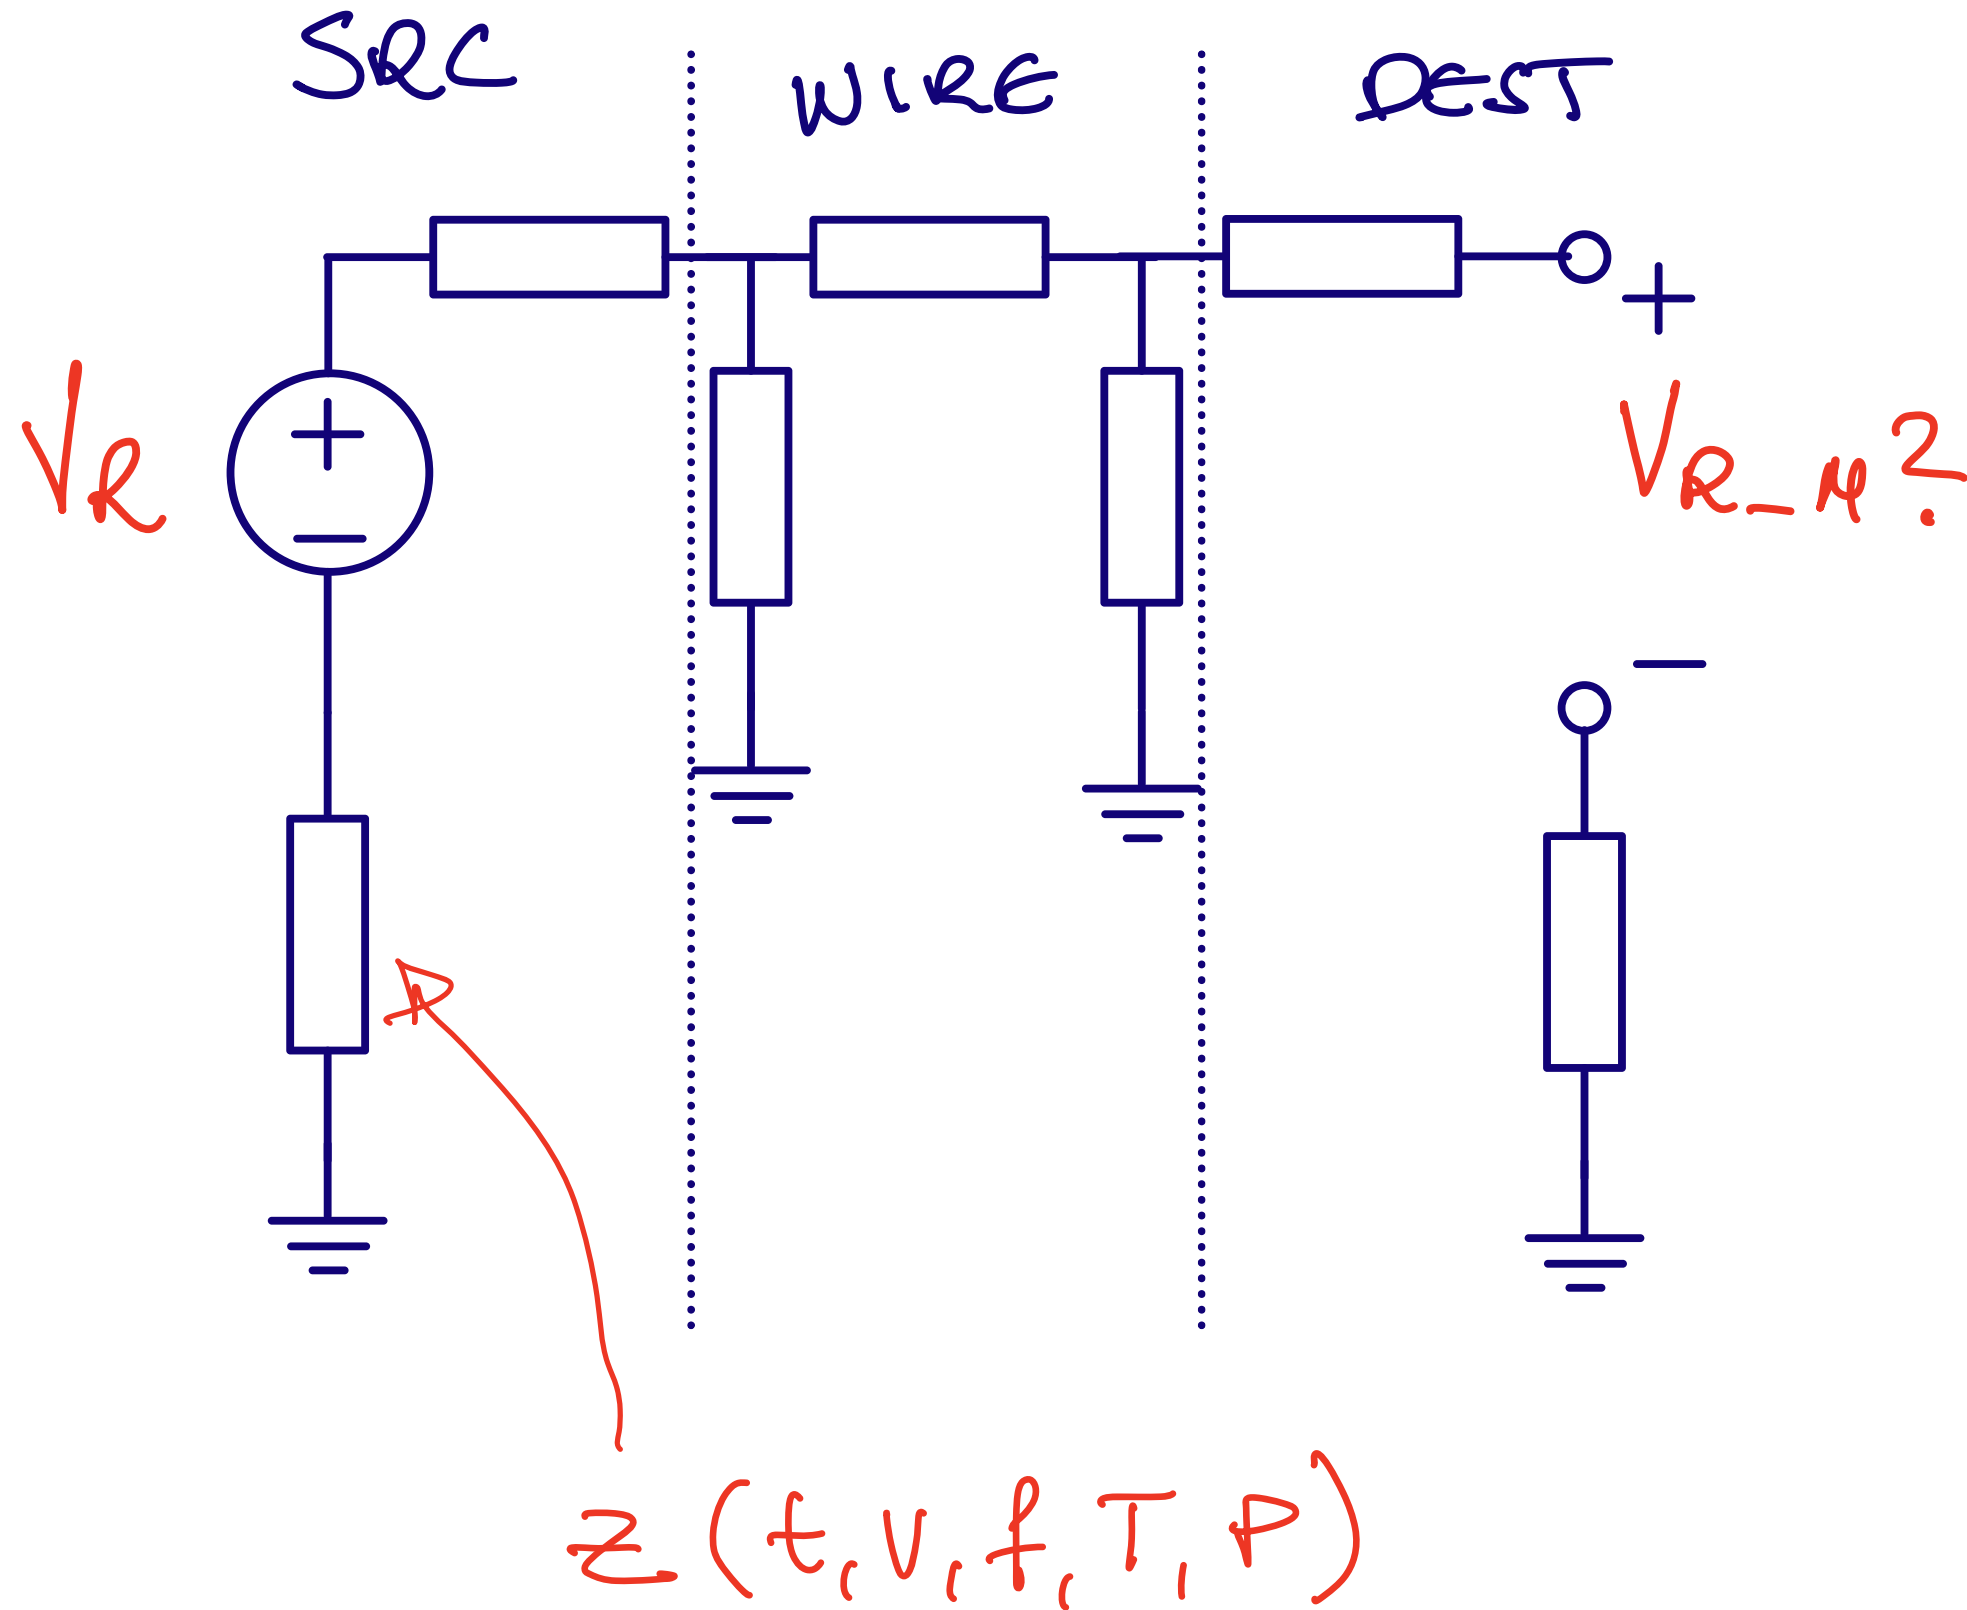 SRC
WIRE
DEST
+
+
V_R
V_R_M?
−
−
Z(t, v, f, T, P)